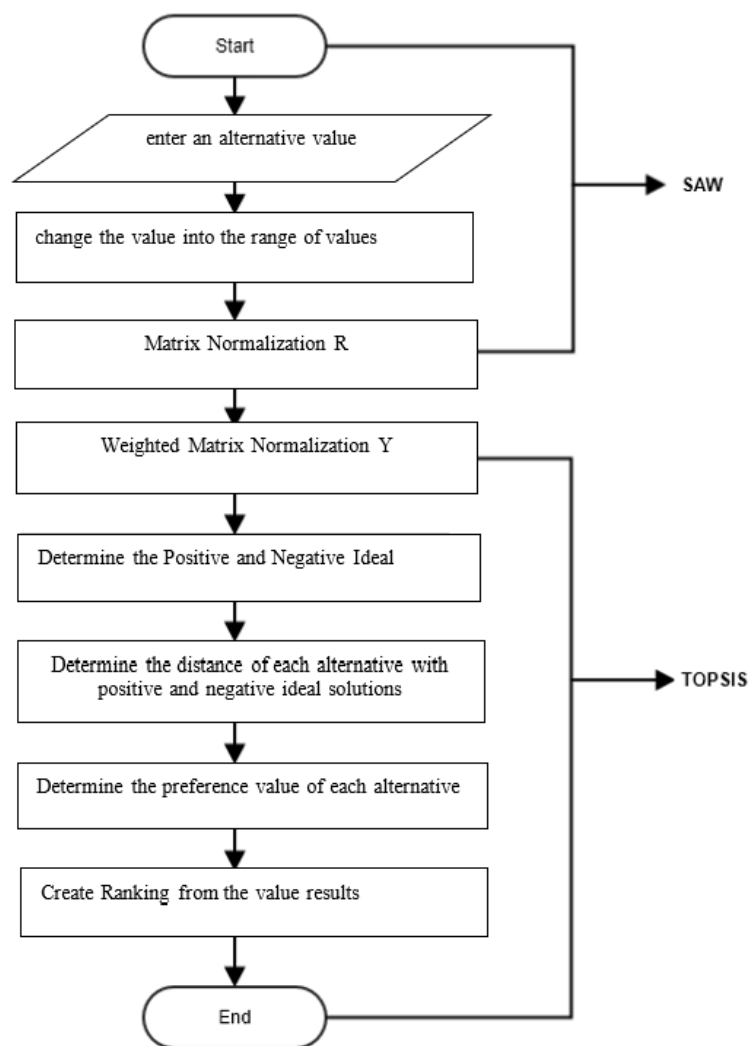 Start
enter an alternative value
SAW
change the value into the range of values
Matrix Normalization R
Weighted Matrix Normalization Y
Determine the Positive and Negative Ideal
Determine the distance of each alternative with
positive and negative ideal solutions
TOPSIS
Determine the preference value of each alternative
Create Ranking from the value results
End